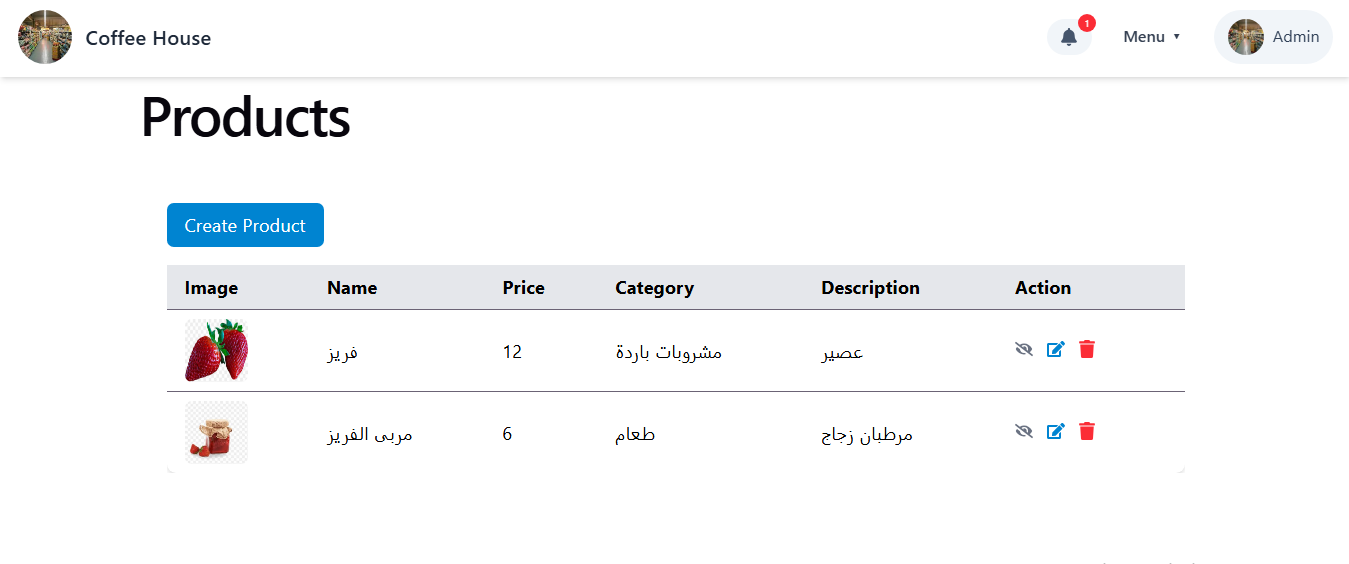 Coffee House
1
Menu ▼
Admin
Products
Create Product
Image Name Price Category Description Action
فريز 12 مشروبات باردة عصير
مربى الفريز 6 طعام مرطبان زجاج